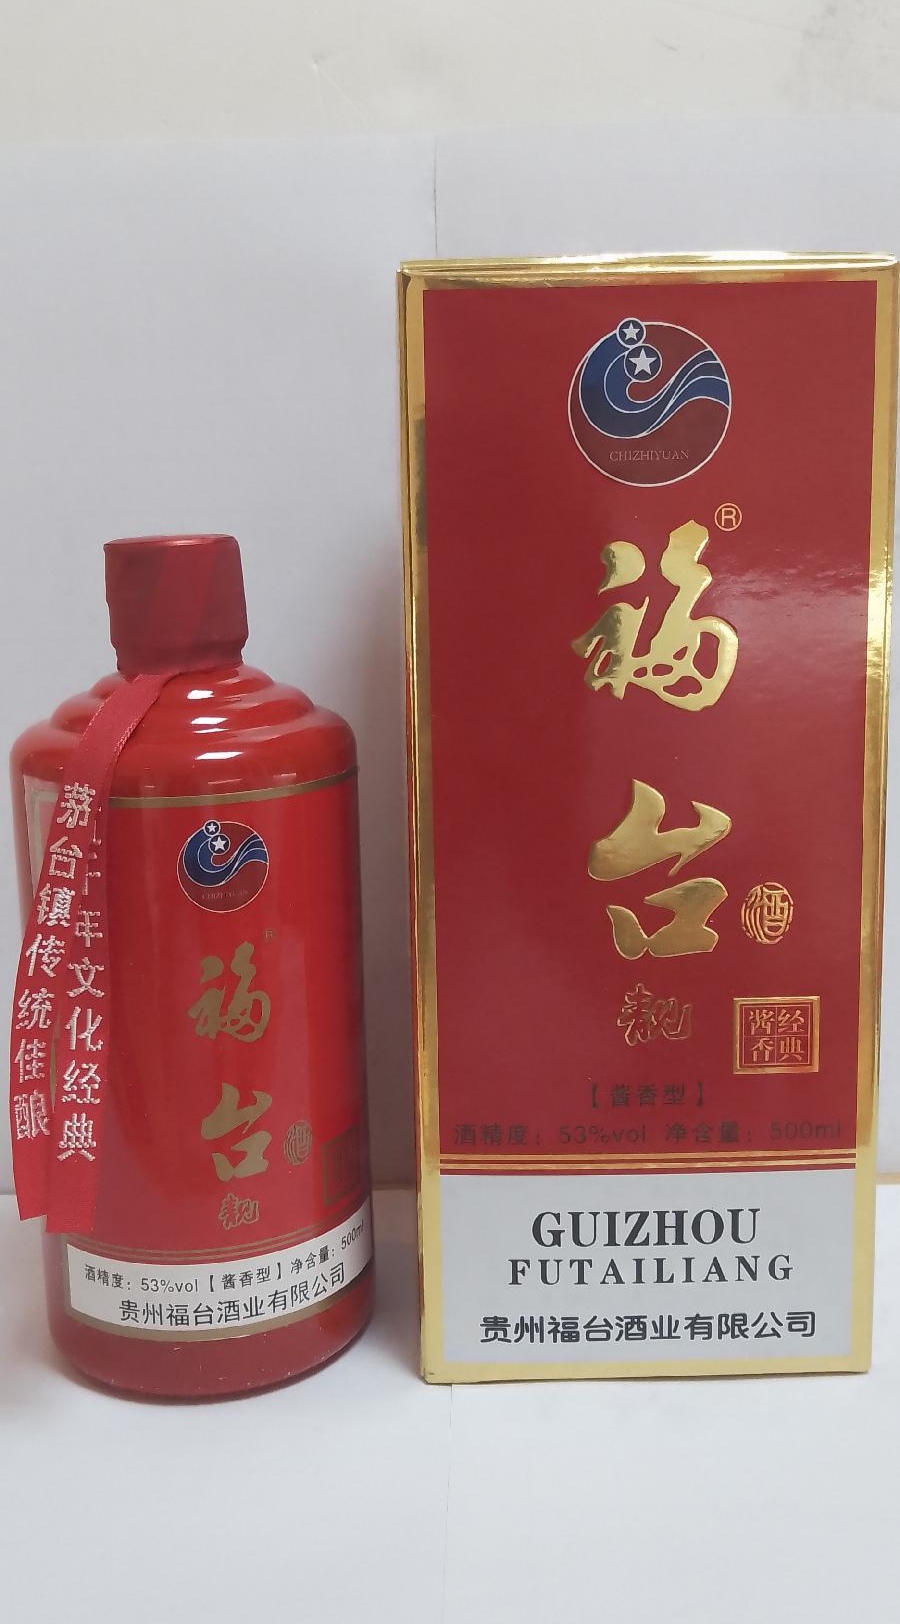 CHIZHIYUAN
®
福
台
酒
靓
经典
酱香
【酱香型】
酒精度：53%vol 净含量：500ml
GUIZHOU
FUTAILIANG
贵州福台酒业有限公司
茅台镇传统佳酿
千年文化经典
CHIZHIYUAN
福
台
酒
靓
酒精度：53%vol【酱香型】净含量：500ml
贵州福台酒业有限公司